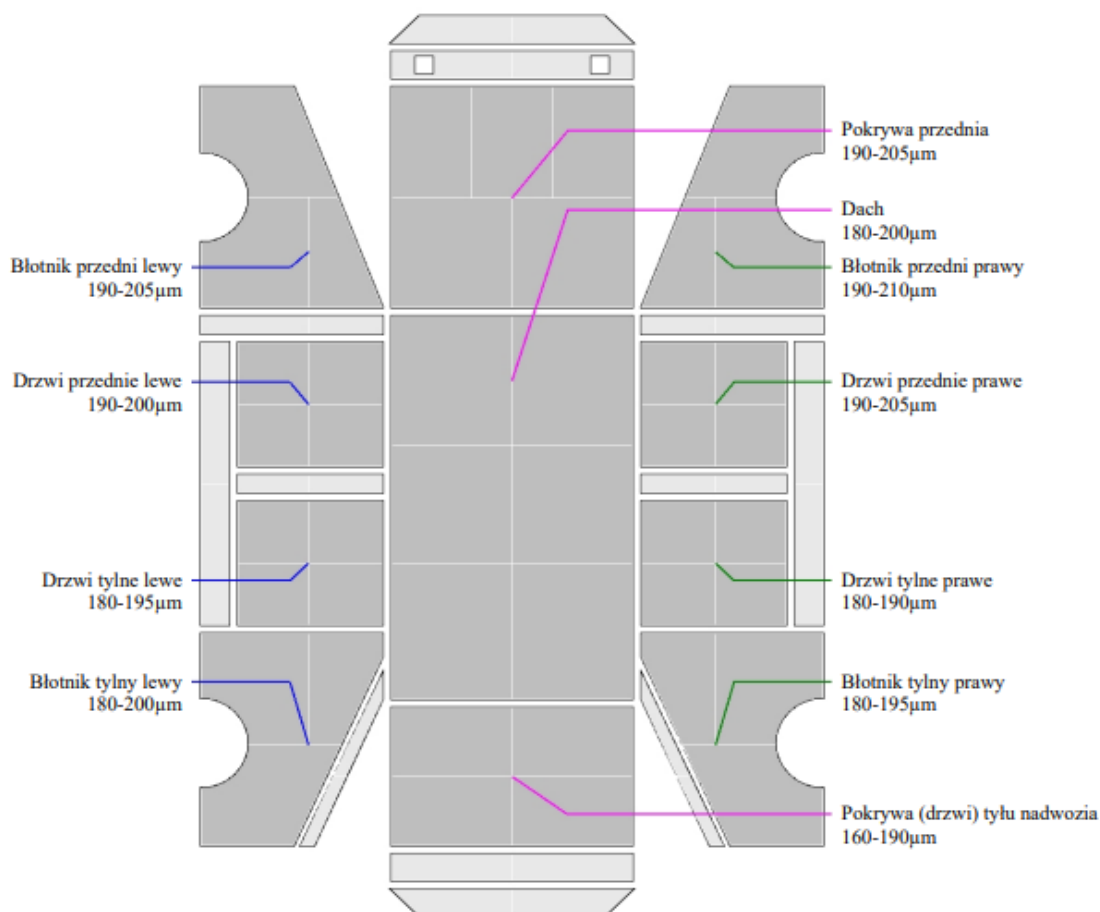 Pokrywa przednia
190-205µm
Dach
180-200µm
Błotnik przedni lewy
190-205µm
Błotnik przedni prawy
190-210µm
Drzwi przednie lewe
190-200µm
Drzwi przednie prawe
190-205µm
Drzwi tylne lewe
180-195µm
Drzwi tylne prawe
180-190µm
Błotnik tylny lewy
180-200µm
Błotnik tylny prawy
180-195µm
Pokrywa (drzwi) tyłu nadwozia
160-190µm